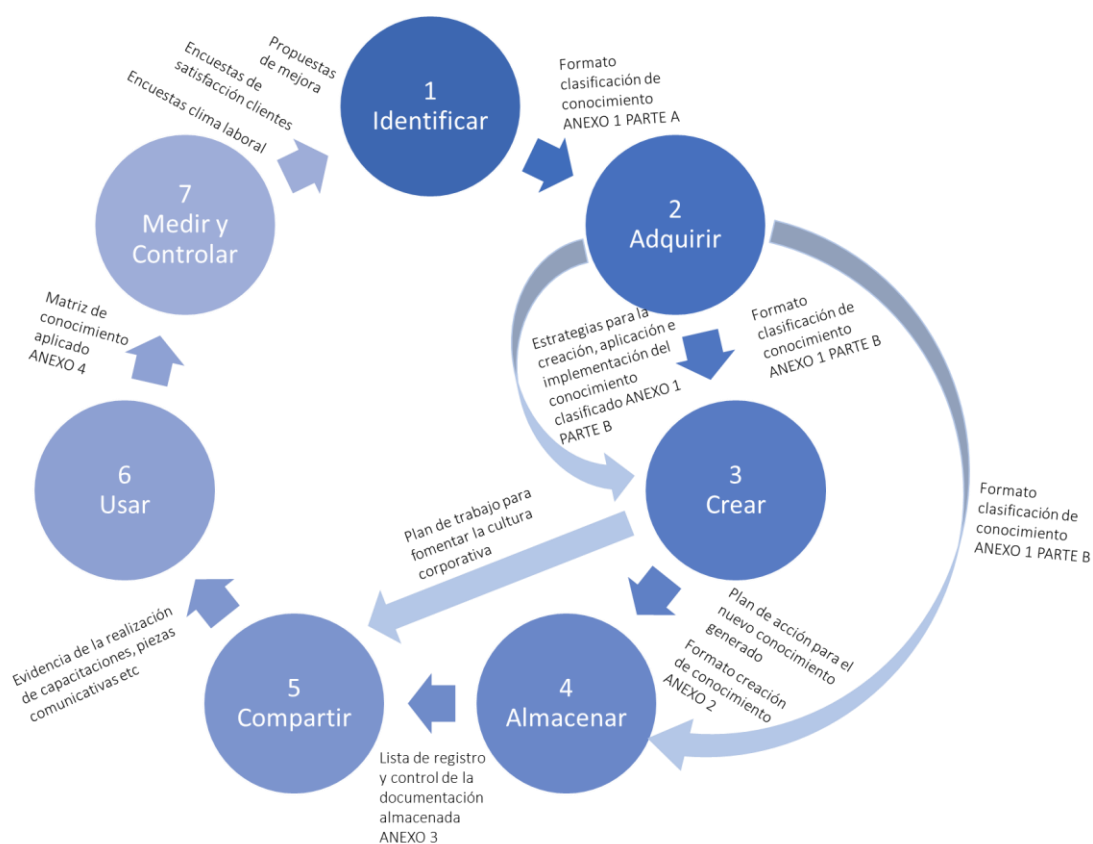 1
Identificar
Formato
clasificación de
conocimiento
ANEXO 1 PARTE A
2
Adquirir
Formato
clasificación de
conocimiento
ANEXO 1 PARTE B
Estrategias para la
creación, aplicación e
implementación del
conocimiento
clasificado ANEXO 1
PARTE B
Formato
clasificación de
conocimiento
ANEXO 1 PARTE B
3
Crear
Plan de trabajo para
fomentar la cultura
corporativa
Plan de acción para el
nuevo conocimiento
generado
Formato creación
de conocimiento
ANEXO 2
4
Almacenar
Lista de registro
y control de la
documentación
almacenada
ANEXO 3
5
Compartir
Evidencia de la realización
de capacitaciones, piezas
comunicativas etc
6
Usar
Matriz de
conocimiento
aplicado
ANEXO 4
7
Medir y
Controlar
Encuestas clima laboral
Encuestas de
satisfacción clientes
Propuestas
de mejora